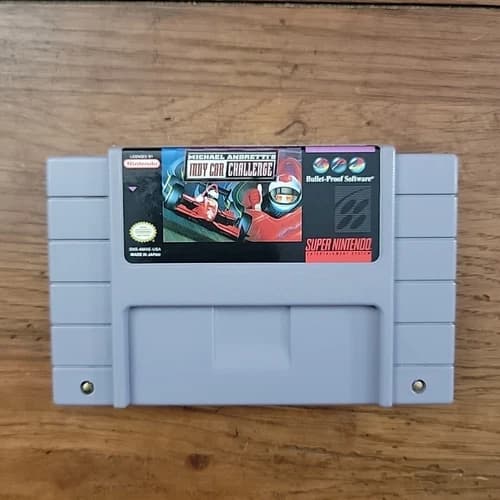 LICENSED BY
Nintendo
MICHAEL ANDRETTI'S
INDY CAR CHALLENGE
Bullet-Proof Software®
SUPER NINTENDO
ENTERTAINMENT SYSTEM
MADE IN JAPAN